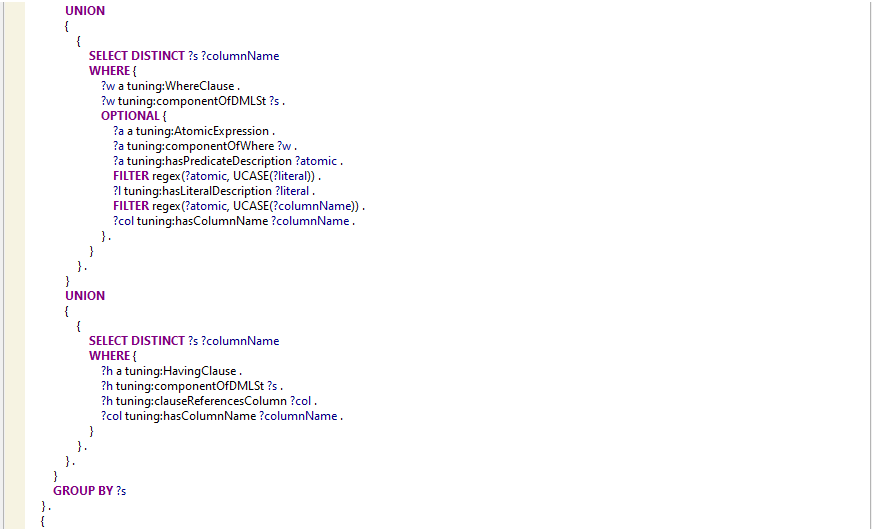 UNION
{
{
SELECT DISTINCT ?s ?columnName
WHERE {
?w a tuning:WhereClause .
?w tuning:componentOfDMLSt ?s .
OPTIONAL {
?a a tuning:AtomicExpression .
?a tuning:componentOfWhere ?w .
?a tuning:hasPredicateDescription ?atomic .
FILTER regex(?atomic, UCASE(?literal)) .
?l tuning:hasLiteralDescription ?literal .
FILTER regex(?atomic, UCASE(?columnName)) .
?col tuning:hasColumnName ?columnName .
} .
}
} .
}
UNION
{
{
SELECT DISTINCT ?s ?columnName
WHERE {
?h a tuning:HavingClause .
?h tuning:componentOfDMLSt ?s .
?h tuning:clauseReferencesColumn ?col .
?col tuning:hasColumnName ?columnName .
}
} .
} .
}
GROUP BY ?s
} .
{